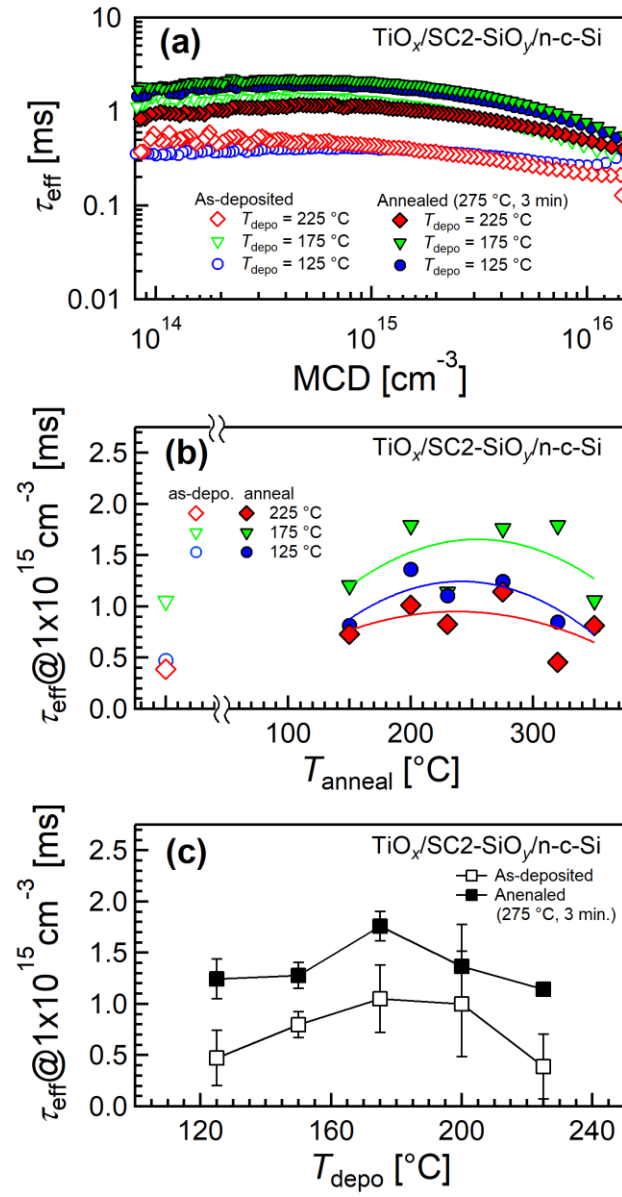 (a) TiOx/SC2-SiOy/n-c-Si
10
1
0.1
0.01
τeff [ms]
As-deposited Annealed (275 °C, 3 min)
Tdepo = 225 °C Tdepo = 225 °C
Tdepo = 175 °C Tdepo = 175 °C
Tdepo = 125 °C Tdepo = 125 °C
10^14 10^15 10^16
MCD [cm^-3]
(b) TiOx/SC2-SiOy/n-c-Si
τeff@1x10^15 cm^-3 [ms]
2.5
2.0
1.5
1.0
0.5
0.0
as-depo. anneal
225 °C
175 °C
125 °C
100 200 300
Tanneal [°C]
(c) TiOx/SC2-SiOy/n-c-Si
As-deposited
Anenaled
(275 °C, 3 min.)
τeff@1x10^15 cm^-3 [ms]
2.5
2.0
1.5
1.0
0.5
0.0
120 160 200 240
Tdepo [°C]